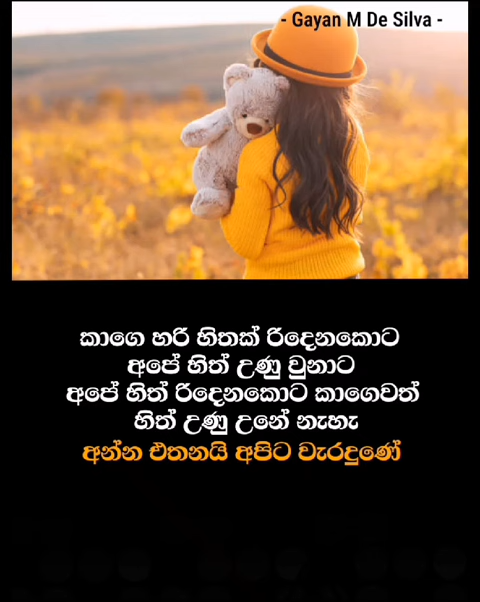 - Gayan M De Silva -
කාගෙ හරි හිතක් රිදෙනකොට
අපේ හිත් උණු වුනාට
අපේ හිත් රිදෙනකොට කාගෙවත්
හිත් උණු උනේ නැහැ
අන්න එතනයි අපිට වැරදුණේ